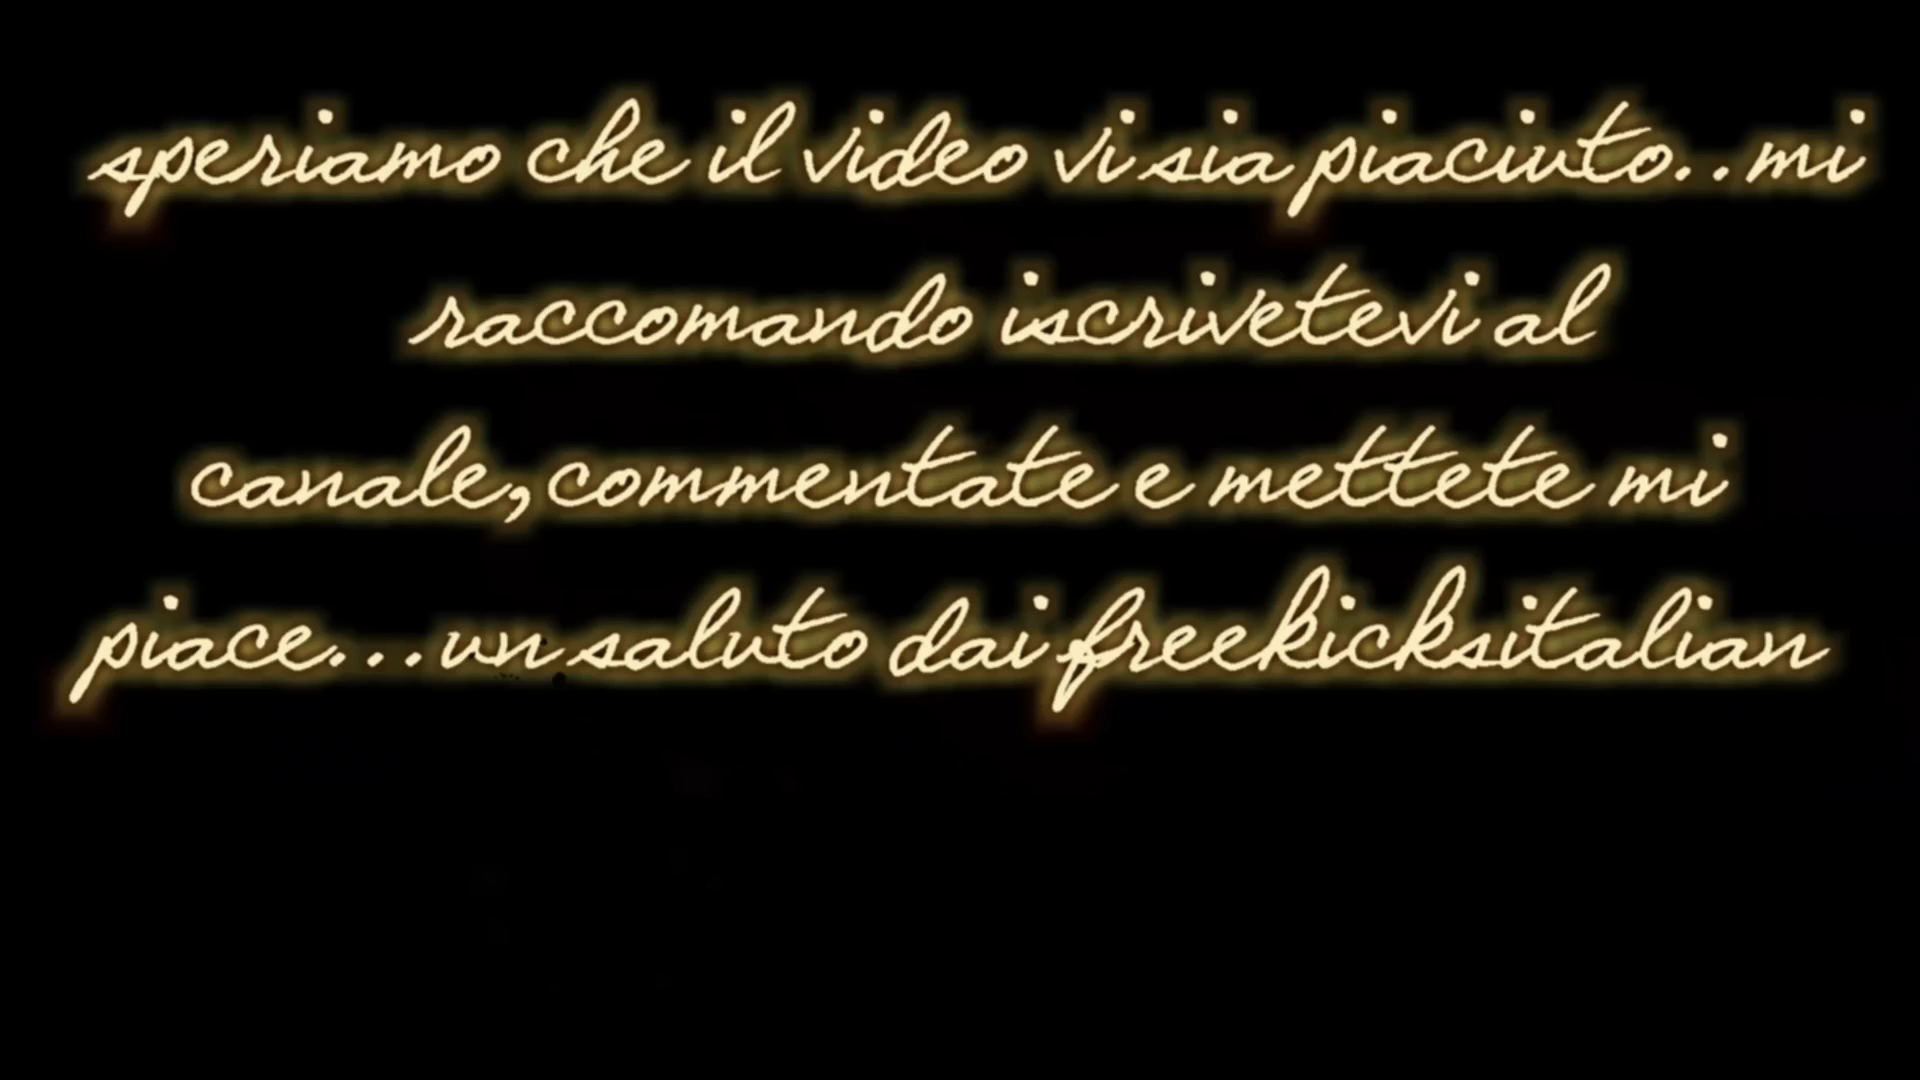 speriamo che il video vi sia piaciuto..mi
raccomando iscrivetevi al
canale,commentate e mettete mi
piace...un saluto dai freekicksitalian